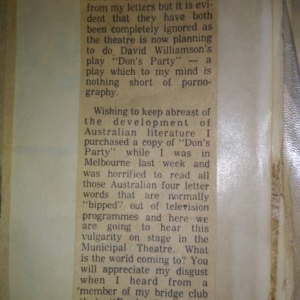 from my letters but it is evi-
dent that they have both
been completely ignored as
the theatre is now planning
to do David Williamson's
play "Don's Party" — a
play which to my mind is
nothing short of porno-
graphy.
Wishing to keep abreast of
the development of
Australian literature I
purchased a copy of "Don's
Party" while I was in
Melbourne last week and
was horrified to read all
those Australian four letter
words that are normally
"bipped" out of television
programmes and here we
are going to hear this
vulgarity on stage in the
Municipal Theatre. What
is the world coming to? You
will appreciate my disgust
when I heard from a
member of my bridge club